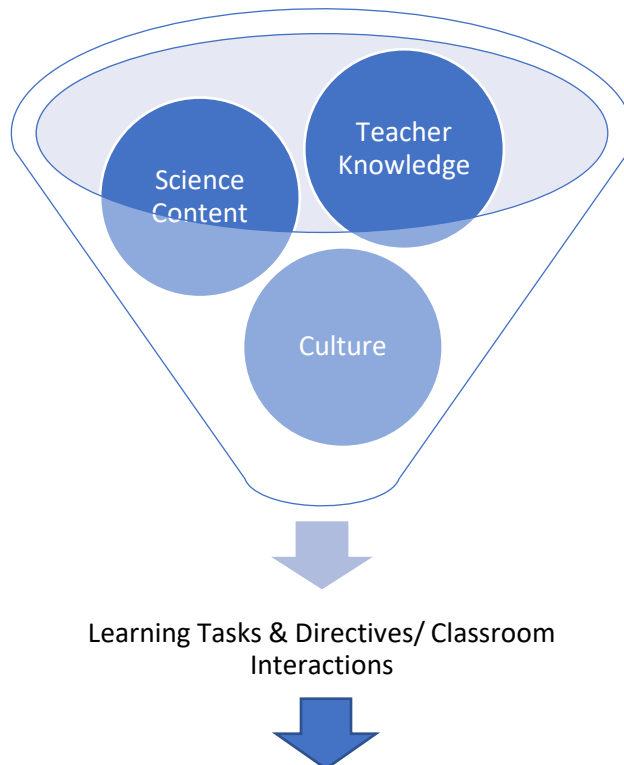 Teacher
Knowledge
Science
Content
Culture
Learning Tasks & Directives/ Classroom
Interactions